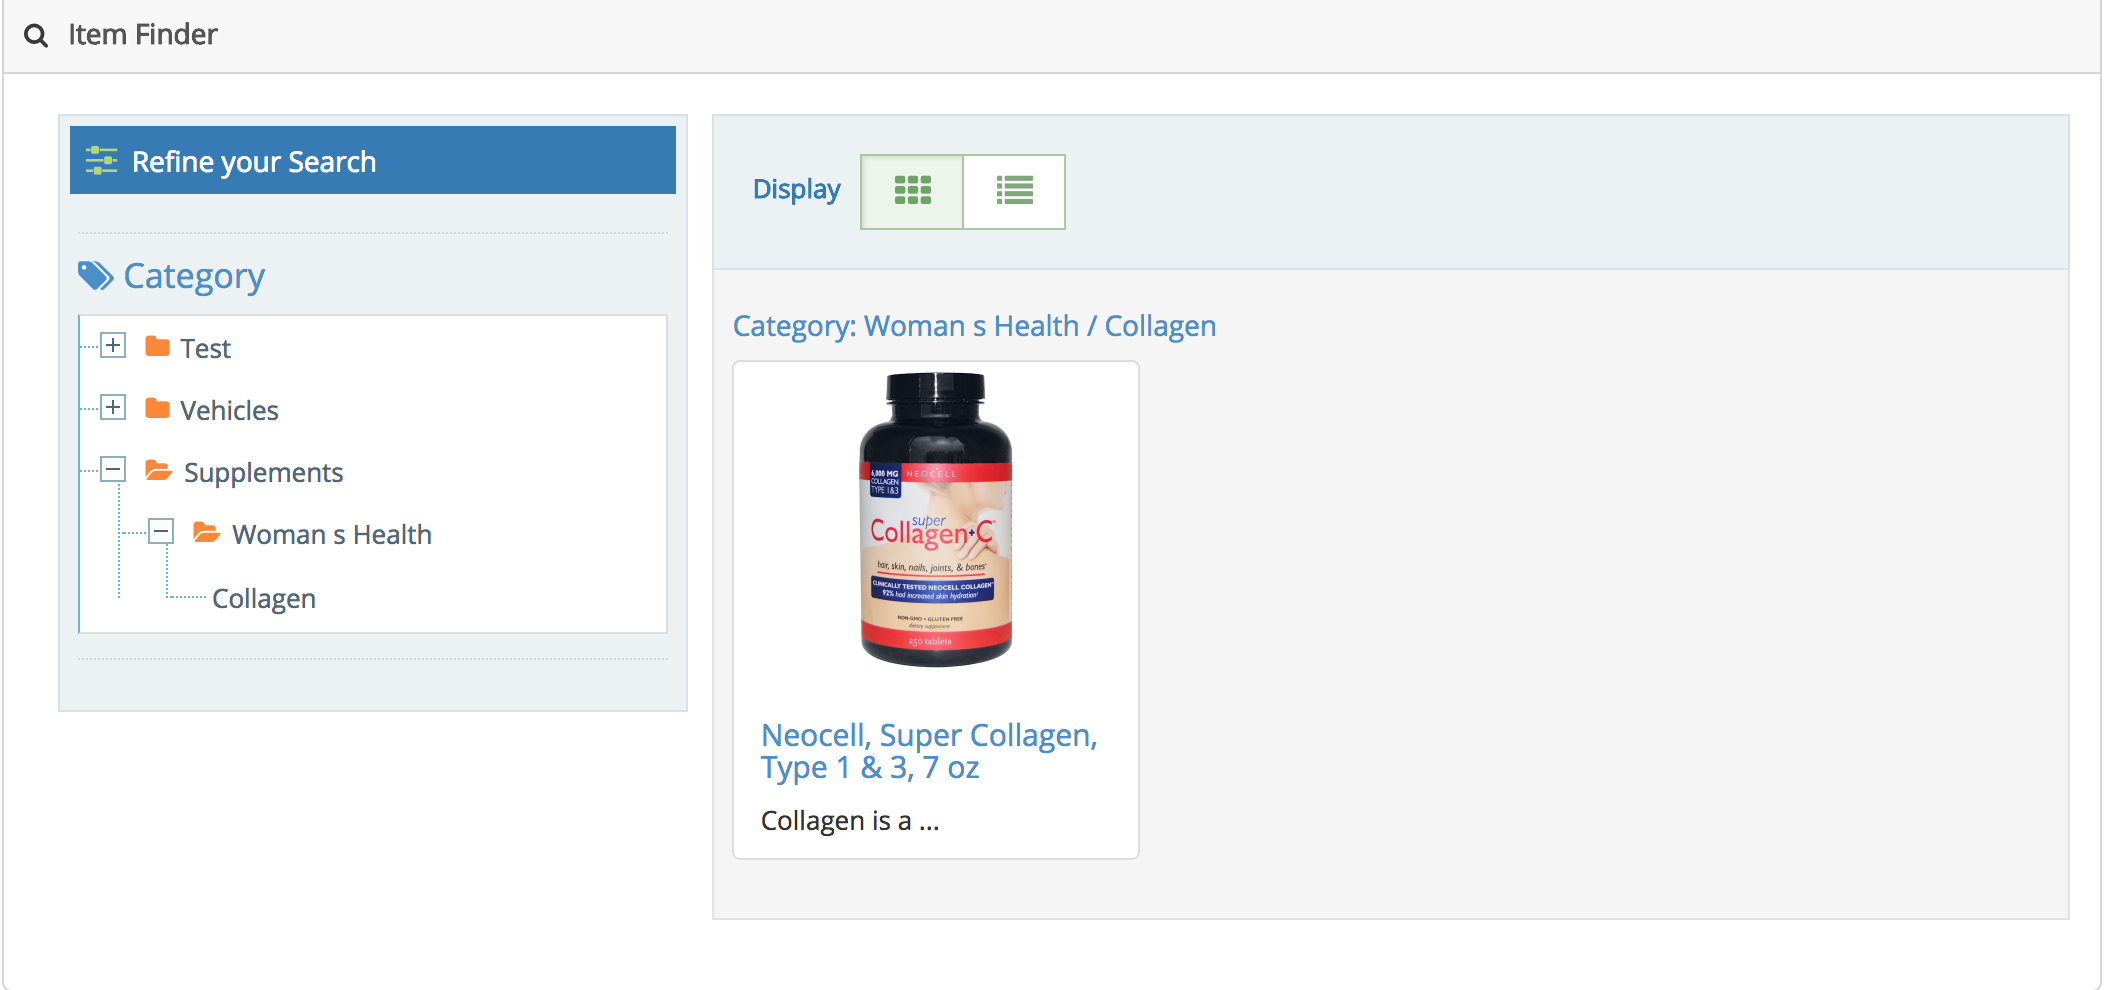 Item Finder
Refine your Search
Category
Test
Vehicles
Supplements
Woman s Health
Collagen
Display
Category: Woman s Health / Collagen
6,000 MG
COLLAGEN
TYPE 1&3
NEOCELL
super
Collagen+C
hair, skin, nails, joints, & bones
CLINICALLY TESTED NEOCELL COLLAGEN
92% had increased skin hydration
NON-GMO • GLUTEN FREE
dietary supplement
250 tablets
Neocell, Super Collagen,
Type 1 & 3, 7 oz
Collagen is a ...